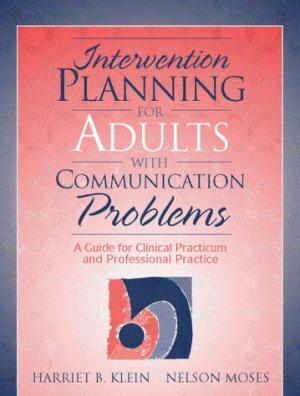 Intervention
PLANNING
FOR
ADULTS
WITH
COMMUNICATION
Problems
A Guide for Clinical Practicum
and Professional Practice
HARRIET B. KLEIN NELSON MOSES